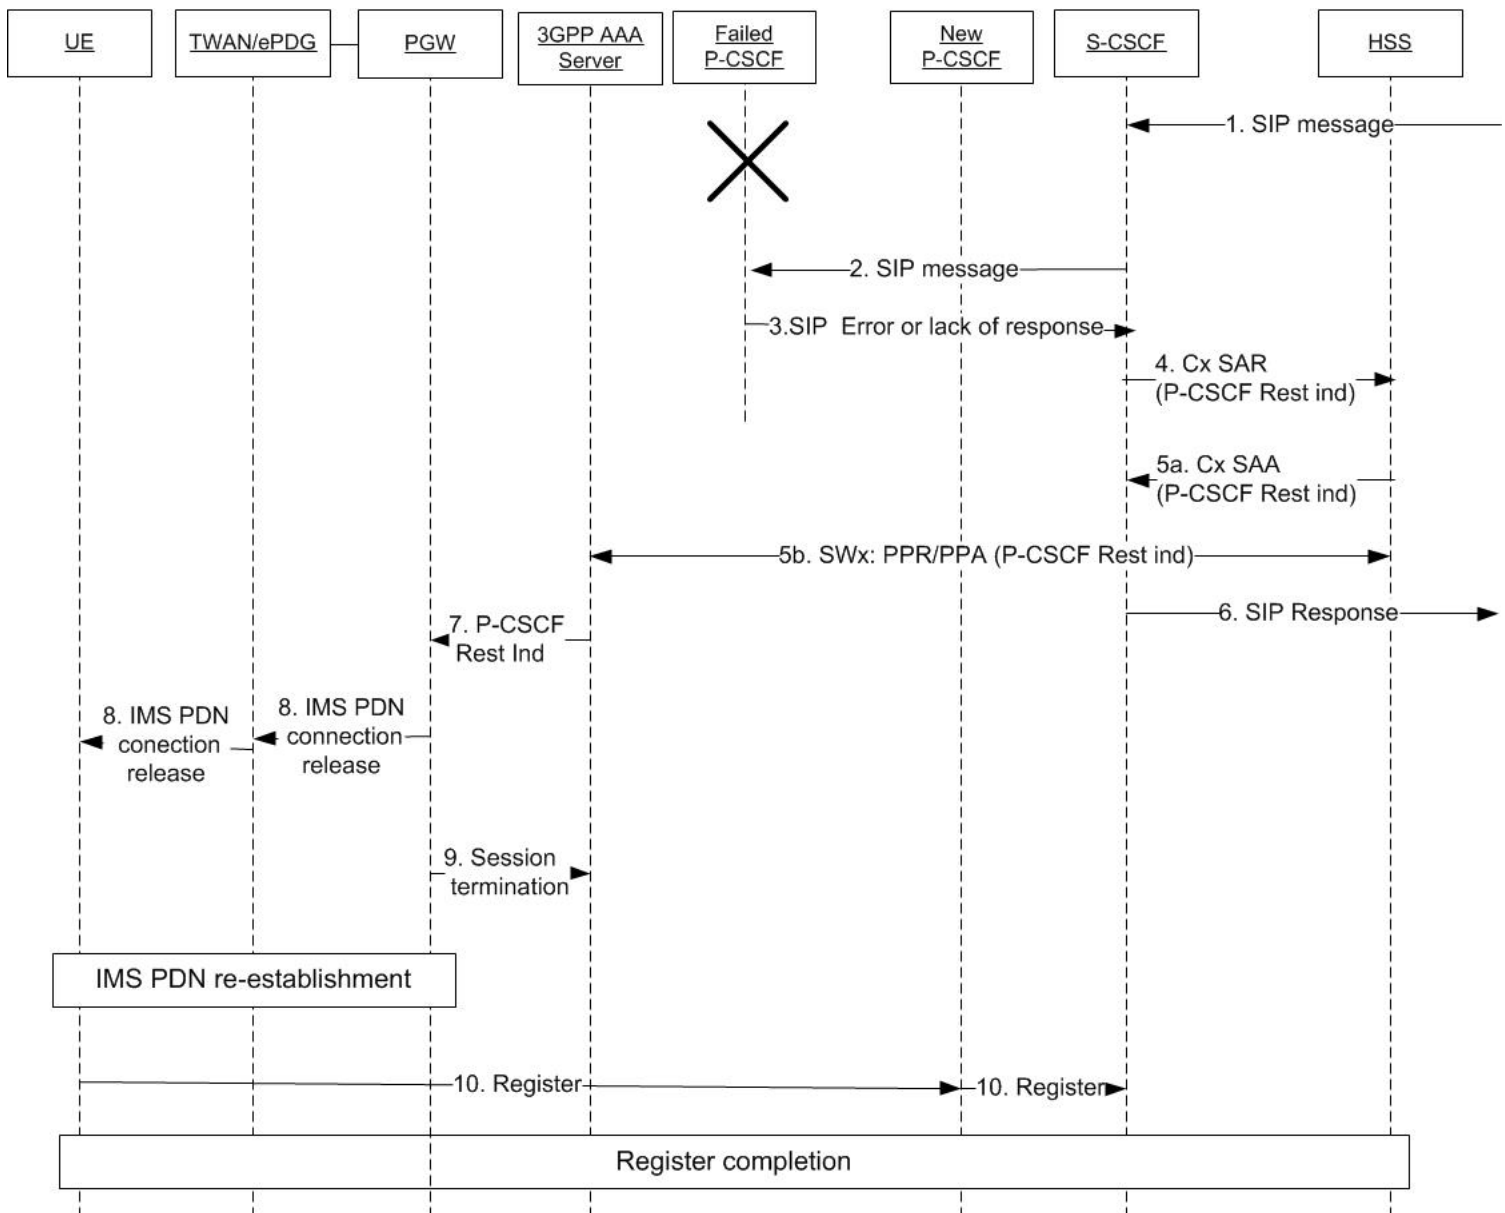 UE
TWAN/ePDG
PGW
3GPP AAA
Server
Failed
P-CSCF
New
P-CSCF
S-CSCF
HSS
1. SIP message
2. SIP message
3.SIP  Error or lack of response
4. Cx SAR
(P-CSCF Rest ind)
5a. Cx SAA
(P-CSCF Rest ind)
5b. SWx: PPR/PPA (P-CSCF Rest ind)
6. SIP Response
7. P-CSCF
Rest Ind
8. IMS PDN
conection
release
8. IMS PDN
connection
release
9. Session
termination
IMS PDN re-establishment
10. Register
10. Register
Register completion